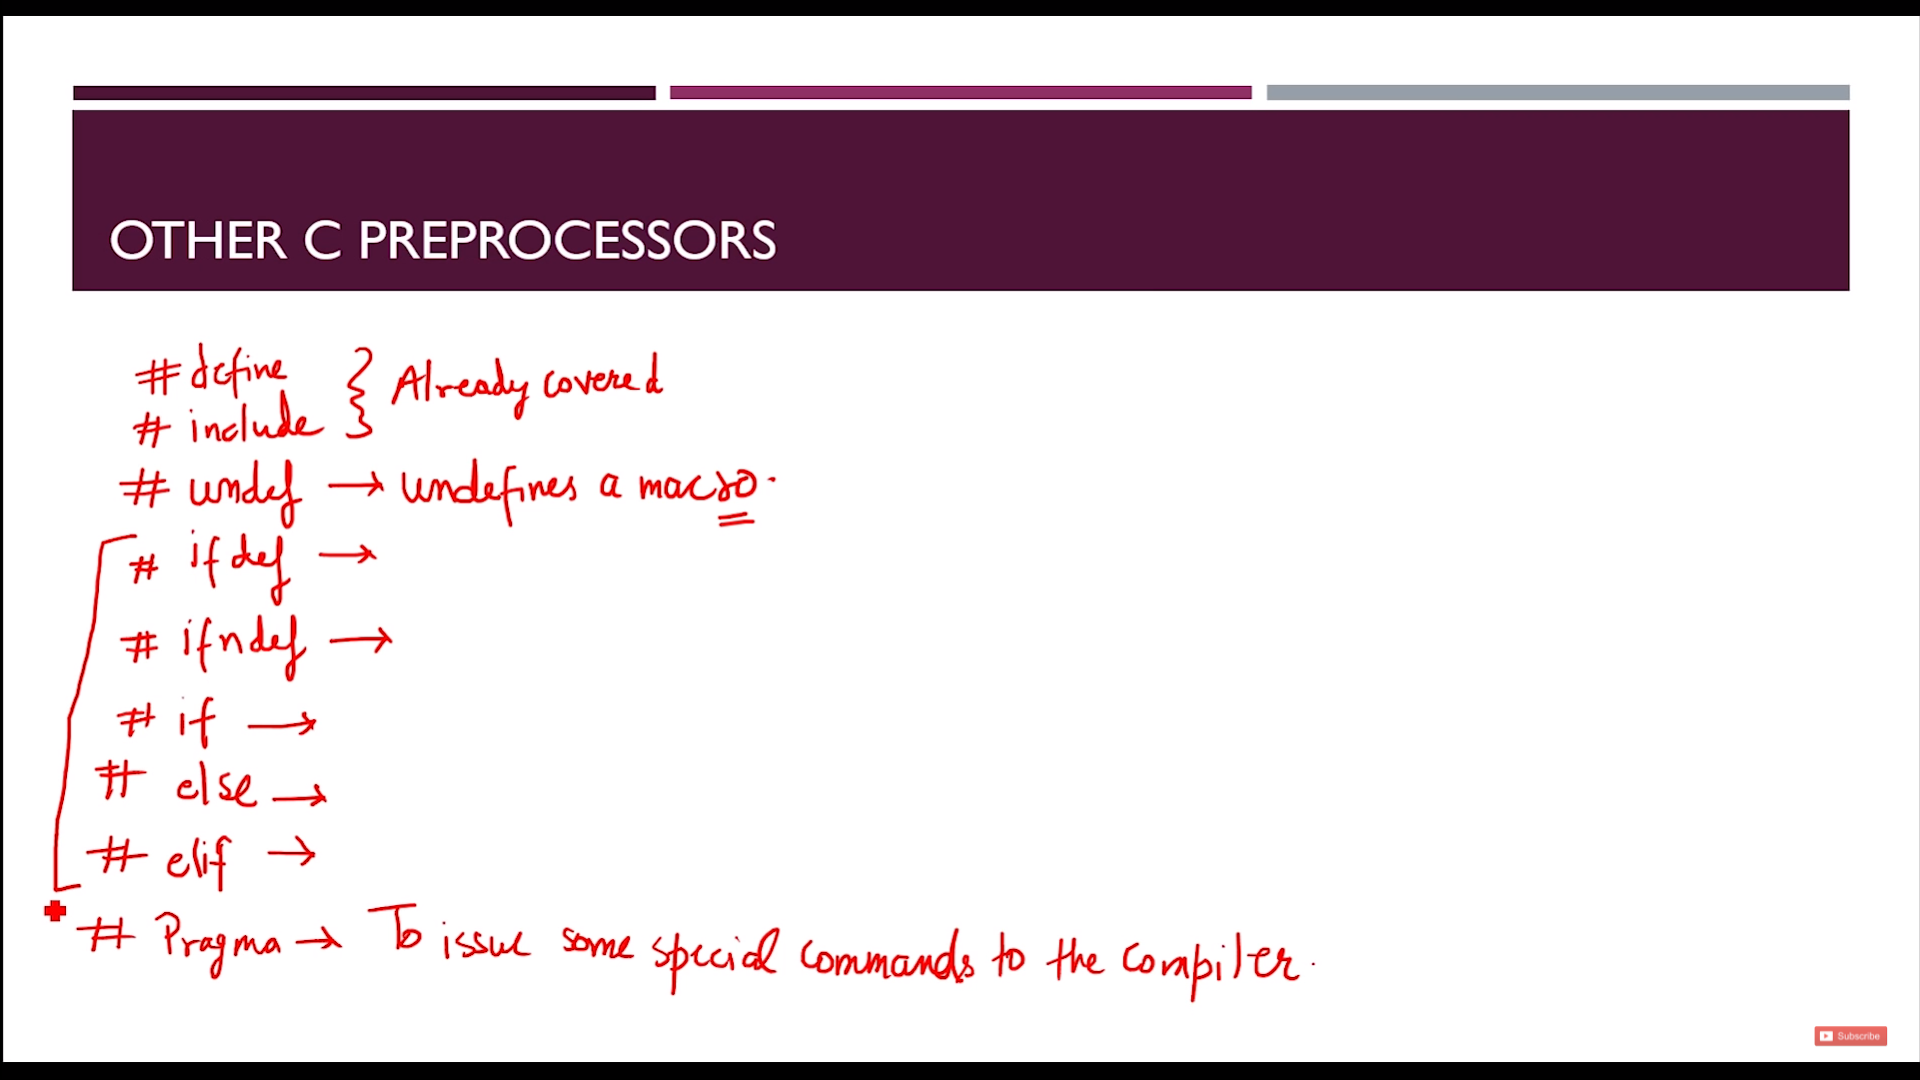 OTHER C PREPROCESSORS
# define } Already covered
# include
# undef → undefines a macro.
# ifdef →
# ifndef →
# if →
# else →
# elif →
# Pragma → To issue some special commands to the compiler.
Subscribe